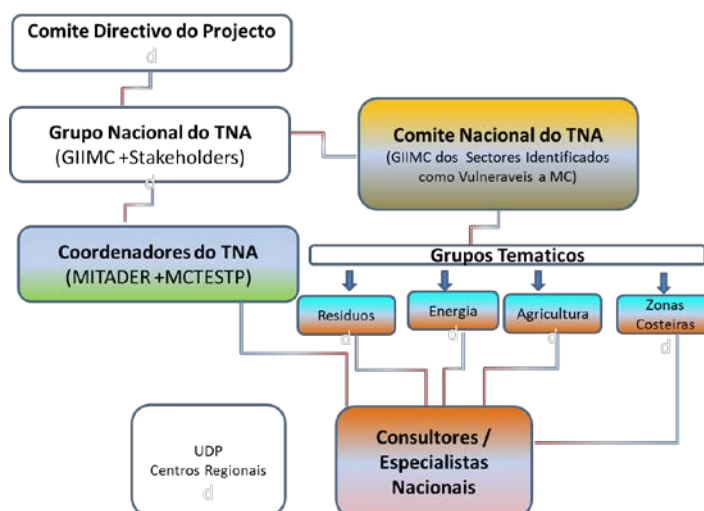 Comite Directivo do Projecto
d
Grupo Nacional do TNA
(GIIMC +Stakeholders)
d
Comite Nacional do TNA
(GIIMC dos Sectores Identificados
como Vulneraveis a MC)
Coordenadores do TNA
(MITADER +MCTESTP)
Grupos Tematicos
Residuos
d
Energia
d
Agricultura
d
Zonas
Costeiras
d
UDP
Centros Regionais
d
Consultores /
Especialistas
Nacionais